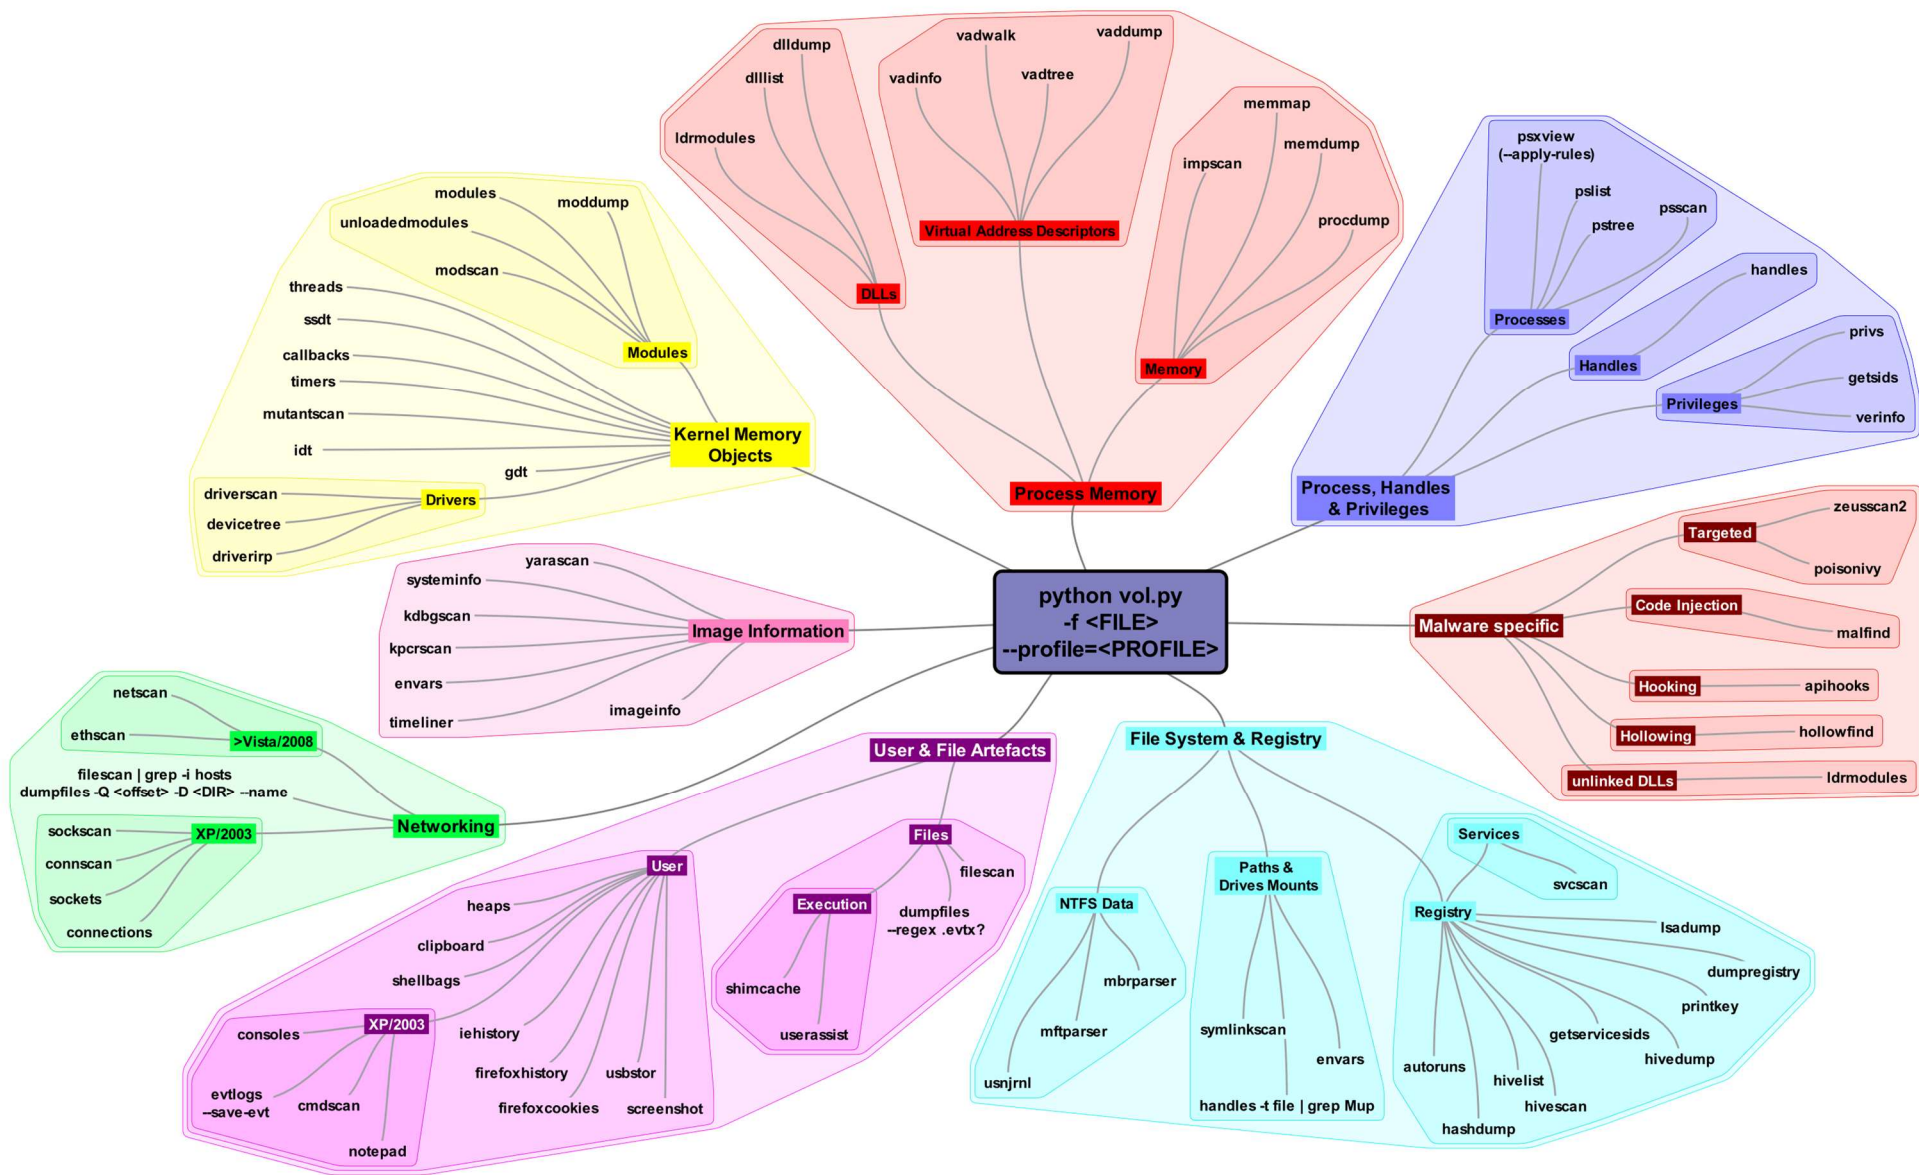 python vol.py
-f <FILE>
--profile=<PROFILE>
Kernel Memory
Objects
Modules
modules
moddump
unloadedmodules
modscan
threads
ssdt
callbacks
timers
mutantscan
idt
gdt
Drivers
driverscan
devicetree
driverirp
Process Memory
DLLs
dlldump
dlllist
ldrmodules
Virtual Address Descriptors
vadinfo
vadwalk
vadtree
vaddump
Memory
memmap
memdump
impscan
procdump
Process, Handles
& Privileges
Processes
psxview
(--apply-rules)
pslist
psscan
pstree
Handles
handles
Privileges
privs
getsids
verinfo
Malware specific
Targeted
zeusscan2
poisonivy
Code Injection
malfind
Hooking
apihooks
Hollowing
hollowfind
unlinked DLLs
ldrmodules
Image Information
yarascan
systeminfo
kdbgscan
kpcrscan
envars
timeliner
imageinfo
Networking
>Vista/2008
netscan
ethscan
filescan | grep -i hosts
dumpfiles -Q <offset> -D <DIR> --name
XP/2003
sockscan
connscan
sockets
connections
User & File Artefacts
User
heaps
clipboard
shellbags
XP/2003
consoles
evtlogs
--save-evt
cmdscan
notepad
iehistory
firefoxhistory
firefoxcookies
usbstor
screenshot
Files
filescan
dumpfiles
--regex .evtx?
Execution
shimcache
userassist
File System & Registry
NTFS Data
mbrparser
mftparser
usnjrnl
Paths &
Drives Mounts
symlinkscan
envars
handles -t file | grep Mup
Services
svcscan
Registry
lsadump
dumpregistry
printkey
getservicesids
hivedump
autoruns
hivelist
hivescan
hashdump